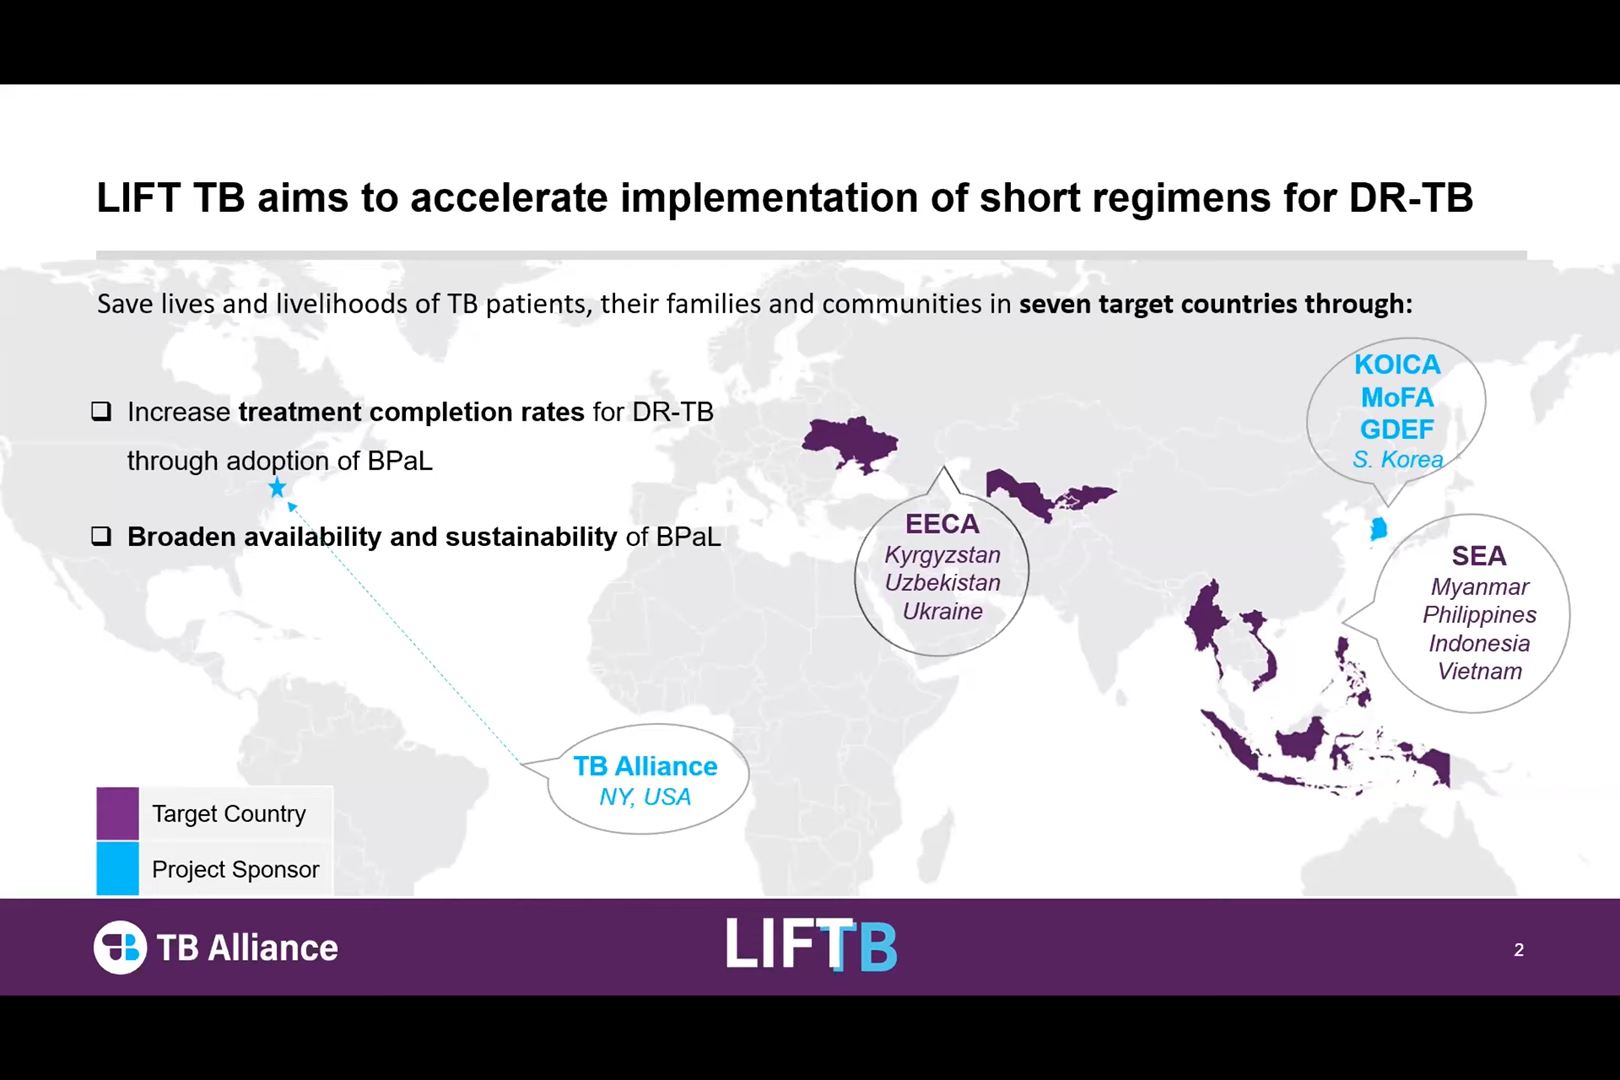 LIFT TB aims to accelerate implementation of short regimens for DR-TB
Save lives and livelihoods of TB patients, their families and communities in seven target countries through:
Increase treatment completion rates for DR-TB
through adoption of BPaL
Broaden availability and sustainability of BPaL
KOICA
MoFA
GDEF
S. Korea
EECA
Kyrgyzstan
Uzbekistan
Ukraine
SEA
Myanmar
Philippines
Indonesia
Vietnam
TB Alliance
NY, USA
Target Country
Project Sponsor
TB Alliance
LIFTTB
2